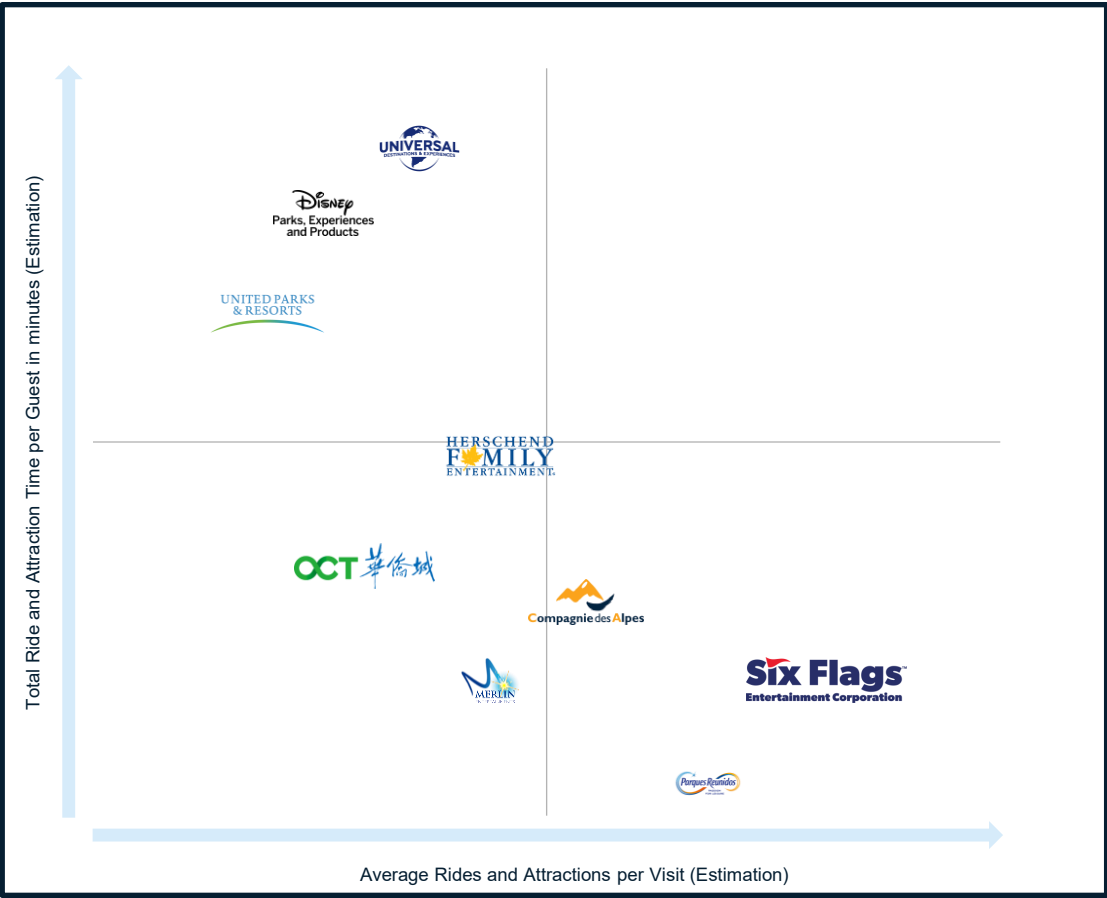 UNIVERSAL
DESTINATIONS & EXPERIENCES
Disney
Parks, Experiences
and Products
UNITED PARKS
& RESORTS
Total Ride and Attraction Time per Guest in minutes (Estimation)
HERSCHEND
FAMILY
ENTERTAINMENT
OCT 華僑城
Compagnie des Alpes
Six Flags™
Entertainment Corporation
MERLIN
Parques Reunidos
Average Rides and Attractions per Visit (Estimation)